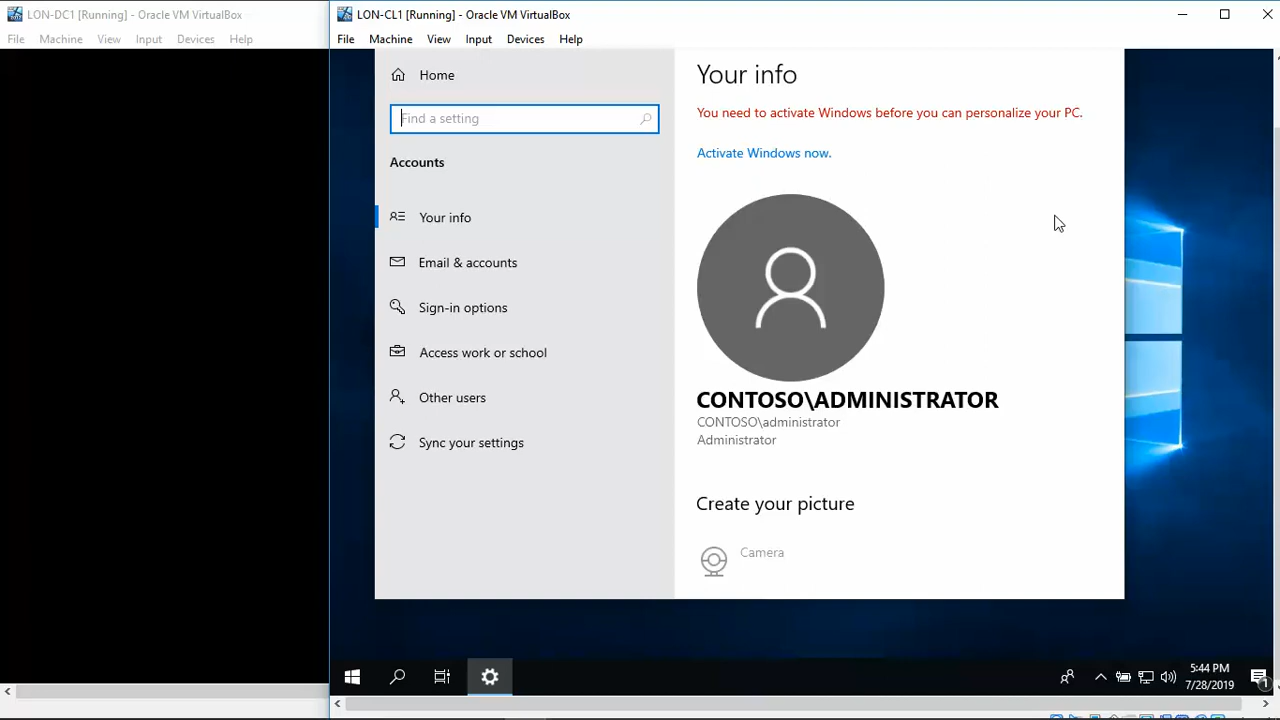 LON-DC1 [Running] - Oracle VM VirtualBox
File Machine View Input Devices Help
LON-CL1 [Running] - Oracle VM VirtualBox
File Machine View Input Devices Help
Home
Find a setting
Accounts
Your info
Email & accounts
Sign-in options
Access work or school
Other users
Sync your settings
Your info
You need to activate Windows before you can personalize your PC.
Activate Windows now.
CONTOSO\ADMINISTRATOR
CONTOSO\administrator
Administrator
Create your picture
Camera
5:44 PM
7/28/2019
1